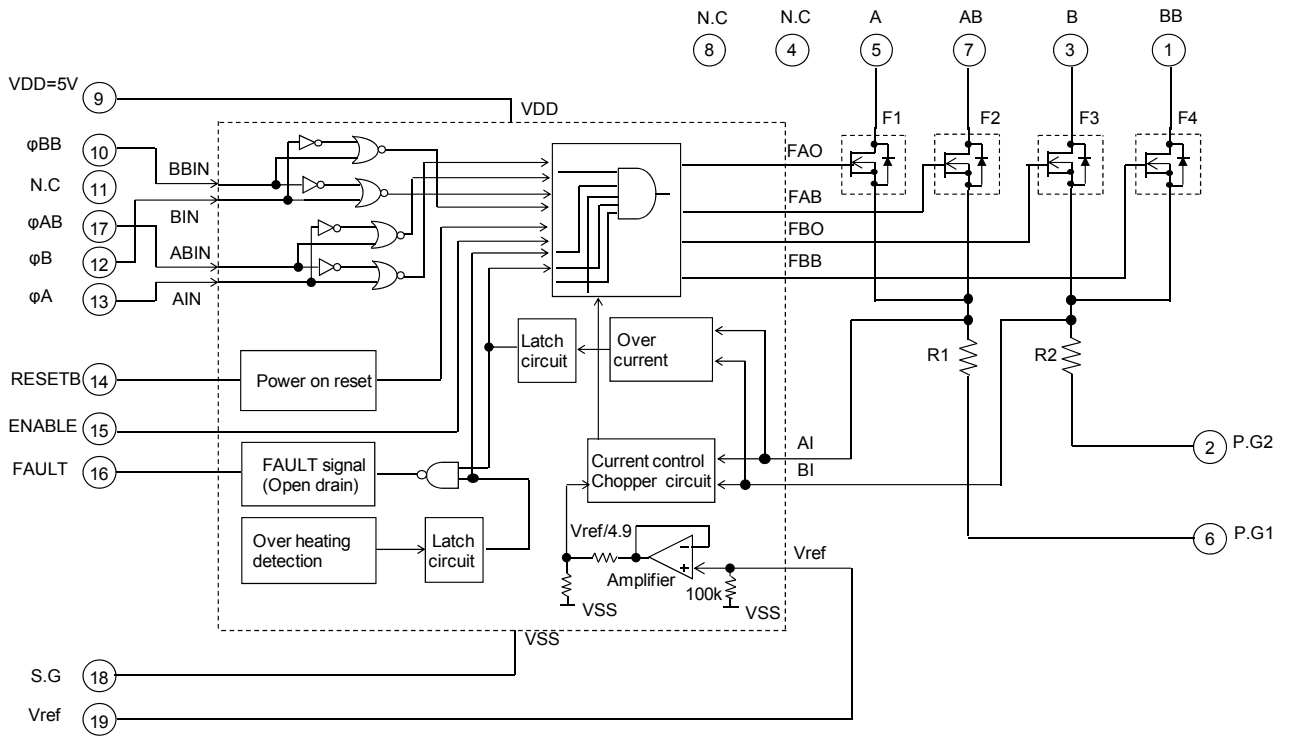 N.C
N.C
A
AB
B
BB
8
4
5
7
3
1
VDD=5V
9
VDD
F1
F2
F3
F4
φBB
10
BBIN
FAO
N.C
11
BIN
FAB
φAB
17
ABIN
FBO
φB
12
FBB
φA
13
AIN
Latch
circuit
Over
current
R1
R2
RESETB
14
Power on reset
ENABLE
15
AI
P.G2
2
FAULT
16
FAULT signal
(Open drain)
Current control
Chopper circuit
BI
Over heating
detection
Latch
circuit
Vref/4.9
Vref
6
P.G1
Amplifier
100k
VSS
VSS
VSS
S.G
18
Vref
19